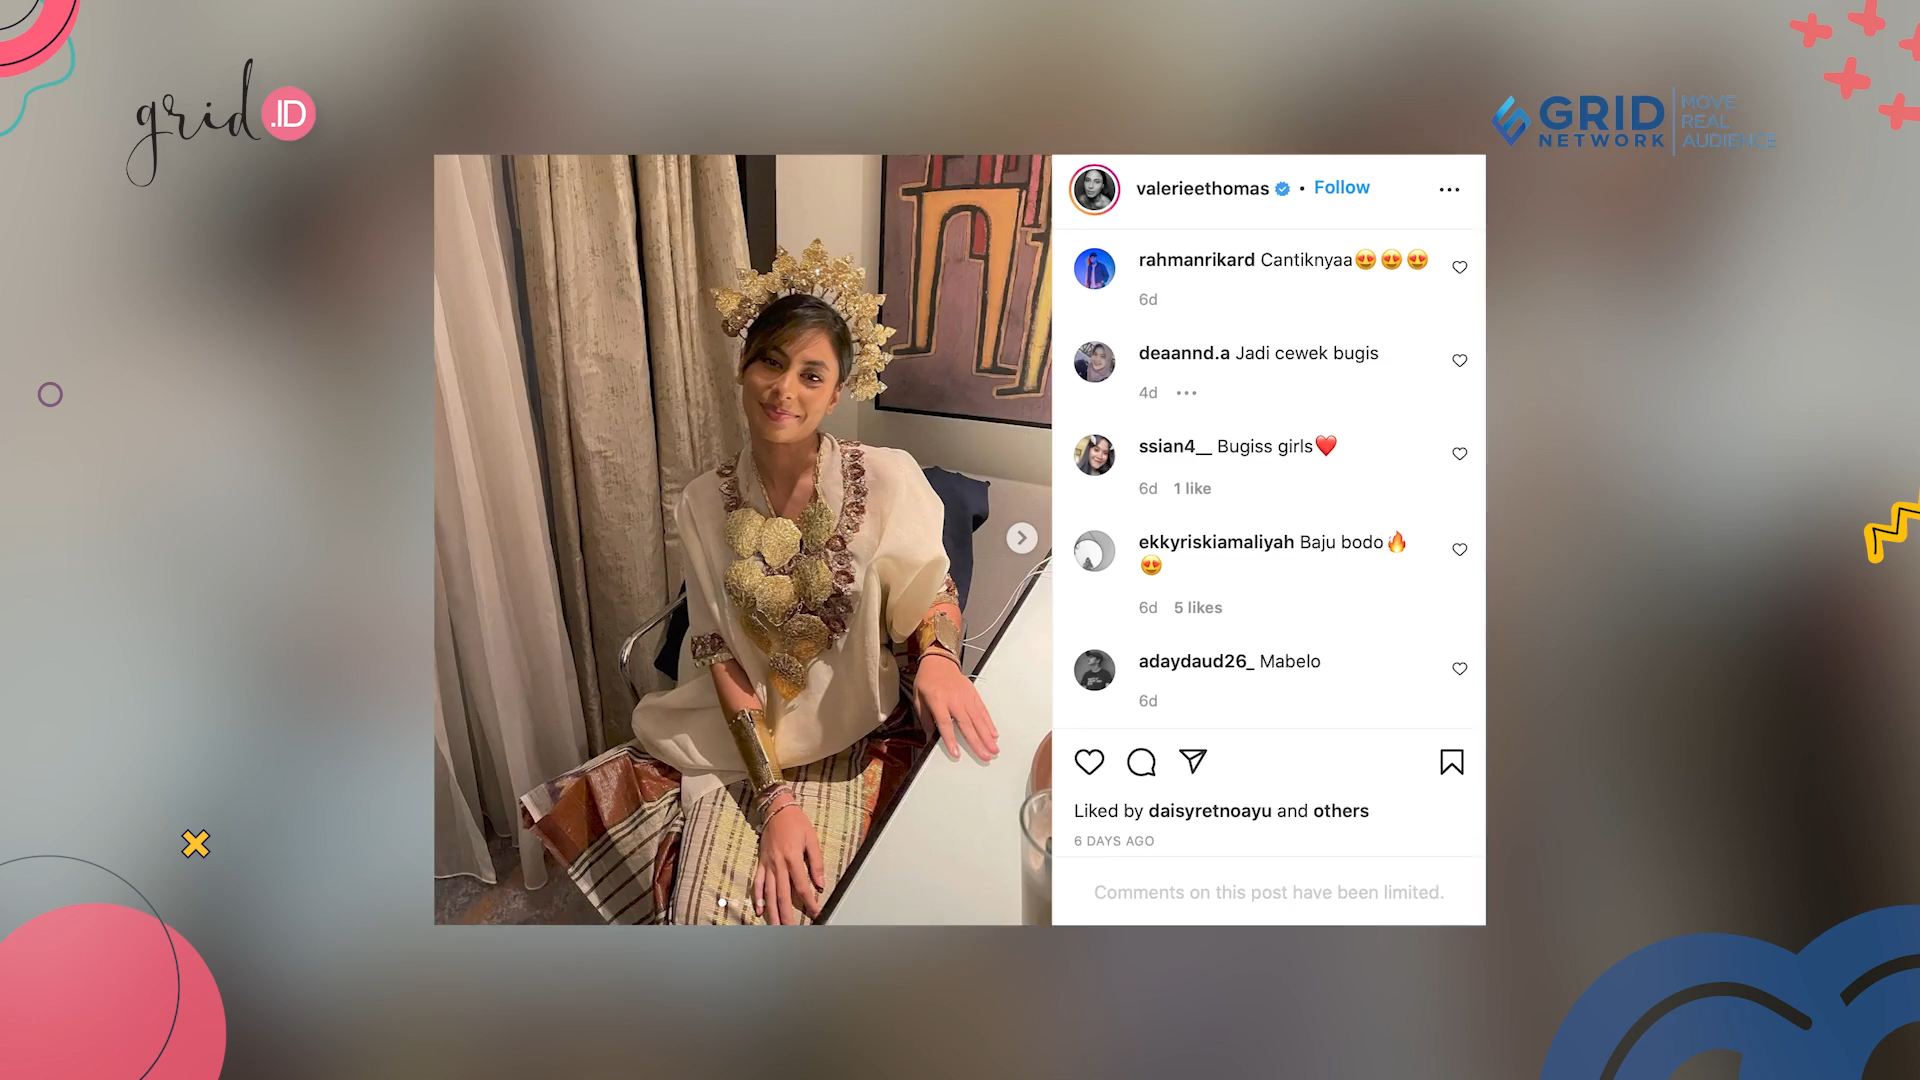 grid .ID
GRID
NETWORK
MOVE
REAL
AUDIENCE
valerieethomas • Follow
rahmanrikard Cantiknyaa😍😍😍
6d
deaannd.a Jadi cewek bugis
4d
ssian4__ Bugiss girls❤️
6d 1 like
ekkyriskiamaliyah Baju bodo🔥
😍
6d 5 likes
adaydaud26_ Mabelo
6d
Liked by daisyretnoayu and others
6 DAYS AGO
Comments on this post have been limited.